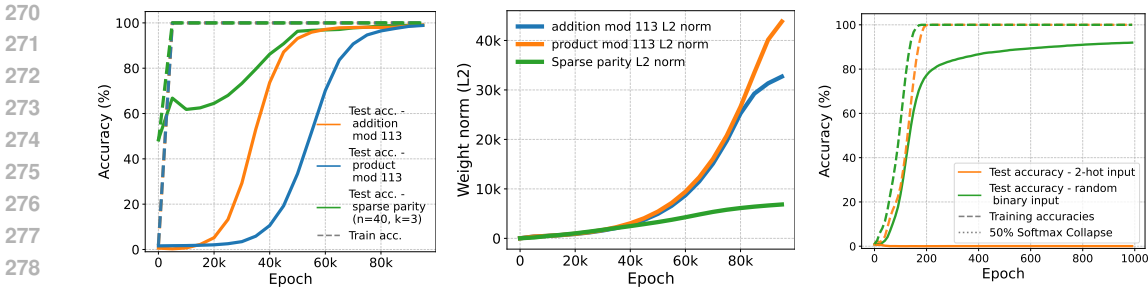 270
271
272
273
274
275
276
277
278
Accuracy (%)
100
80
60
40
20
0
0
20k
40k
60k
80k
Epoch
Test acc. -
addition
mod 113
Test acc. -
product
mod 113
Test acc. -
sparse parity
(n=40, k=3)
Train acc.
Weight norm (L2)
40k
30k
20k
10k
0
0
20k
40k
60k
80k
Epoch
addition mod 113 L2 norm
product mod 113 L2 norm
Sparse parity L2 norm
Accuracy (%)
100
80
60
40
20
0
0
200
400
600
800
1000
Epoch
Test accuracy - 2-hot input
Test accuracy - random
binary input
Training accuracies
50% Softmax Collapse